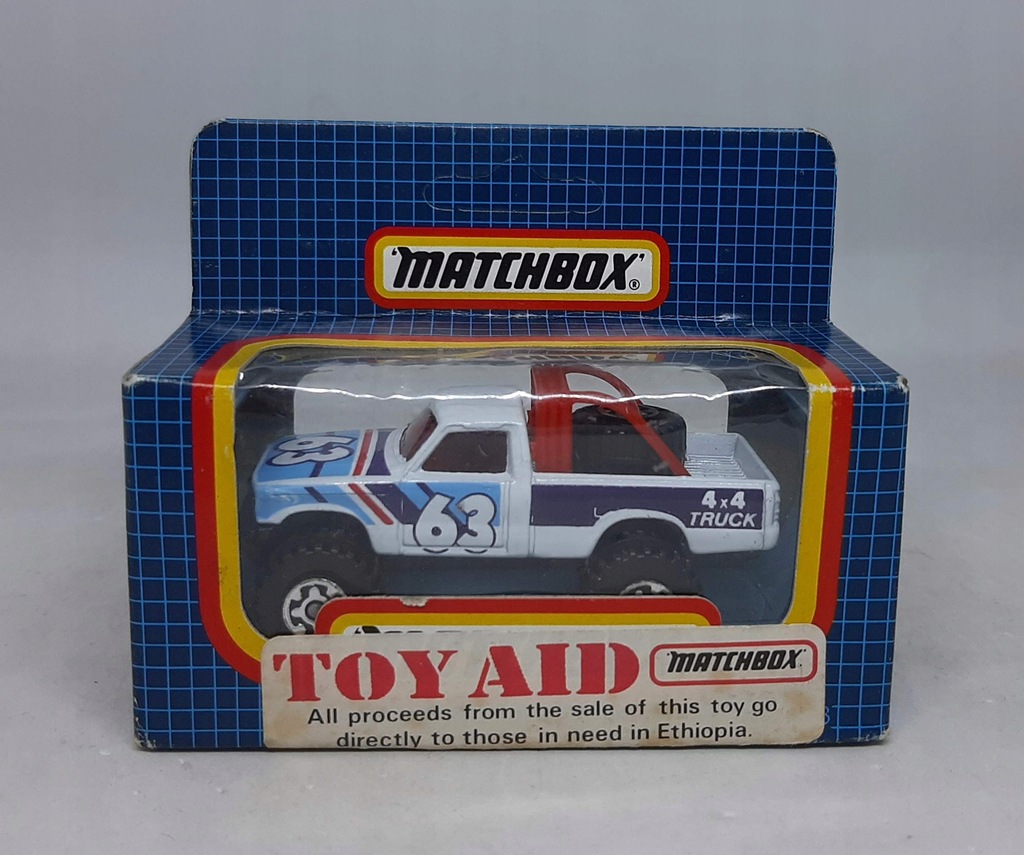 'MATCHBOX'®
63
63
4x4
TRUCK
TOY AID MATCHBOX
All proceeds from the sale of this toy go
directly to those in need in Ethiopia.